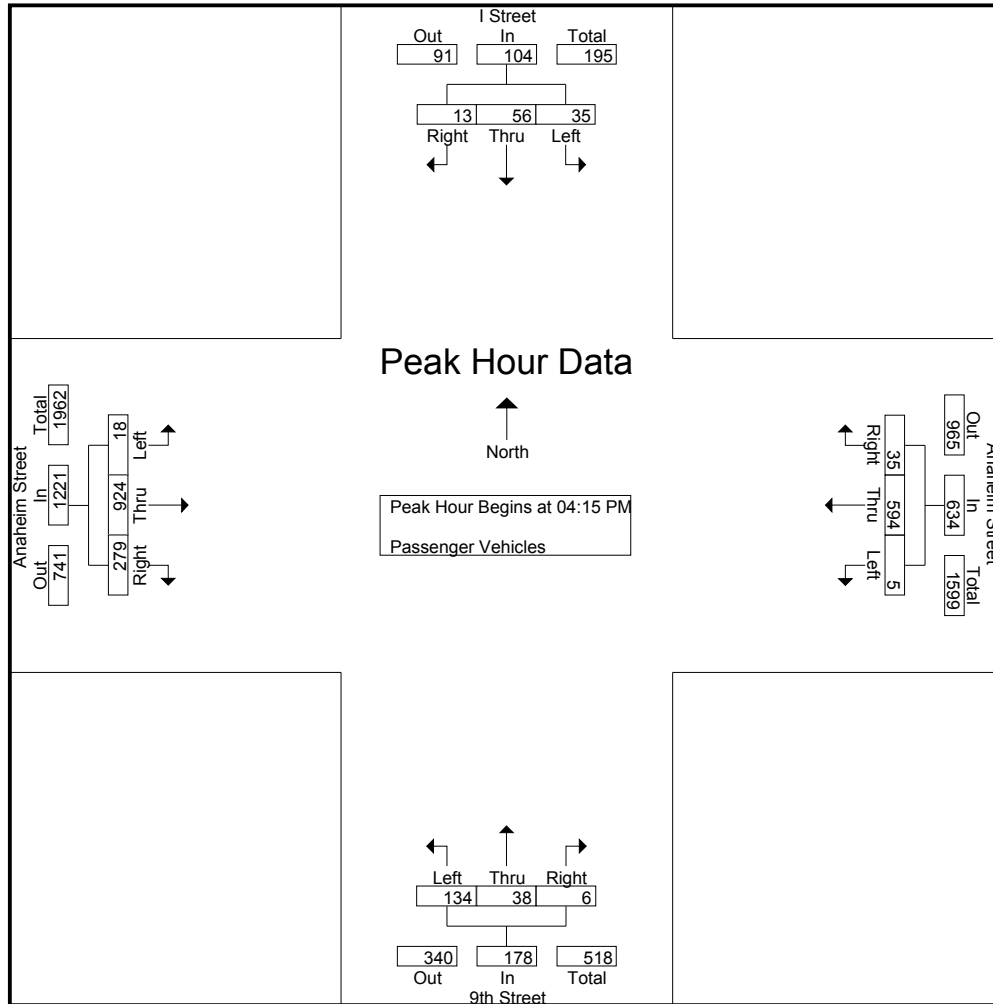 I Street
Out In Total
91 104 195
13 56 35
Right Thru Left
Peak Hour Data
North
Peak Hour Begins at 04:15 PM
Passenger Vehicles
Anaheim Street
Total In Out
1962 1221 741
18 924 279
Left Thru Right
Anaheim Street
Out In Total
965 634 1599
35 594 5
Right Thru Left
Left Thru Right
134 38 6
340 178 518
Out In Total
9th Street